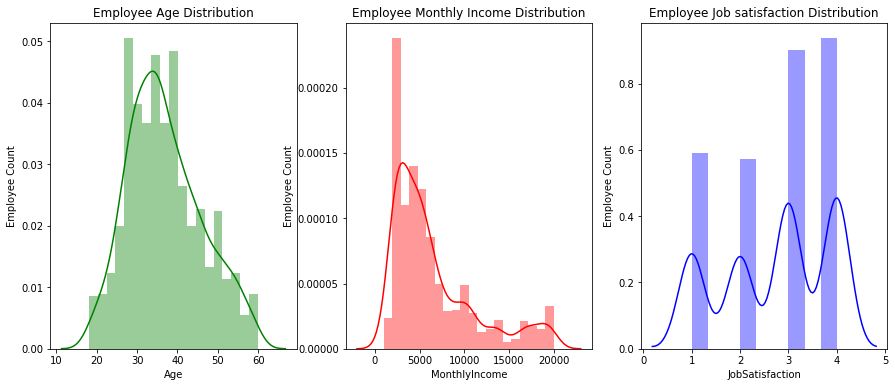 Employee Age Distribution
Employee Count
0.05
0.04
0.03
0.02
0.01
0.00
10 20 30 40 50 60
Age
Employee Monthly Income Distribution
Employee Count
0.00020
0.00015
0.00010
0.00005
0.00000
0 5000 10000 15000 20000
MonthlyIncome
Employee Job satisfaction Distribution
Employee Count
0.8
0.6
0.4
0.2
0.0
0 1 2 3 4 5
JobSatisfaction